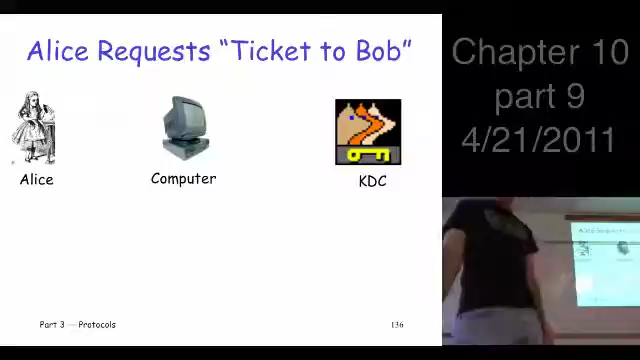 Alice Requests “Ticket to Bob”
Alice
Computer
KDC
Part 3 — Protocols
136
Chapter 10
part 9
4/21/2011